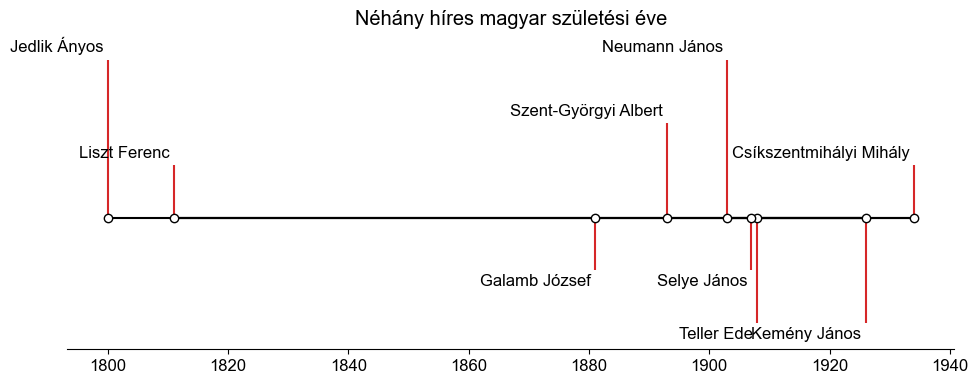 Néhány híres magyar születési éve
Jedlik Ányos
Neumann János
Szent-Györgyi Albert
Liszt Ferenc
Csíkszentmihályi Mihály
Galamb József
Selye János
Teller Ede
Kemény János
1800
1820
1840
1860
1880
1900
1920
1940